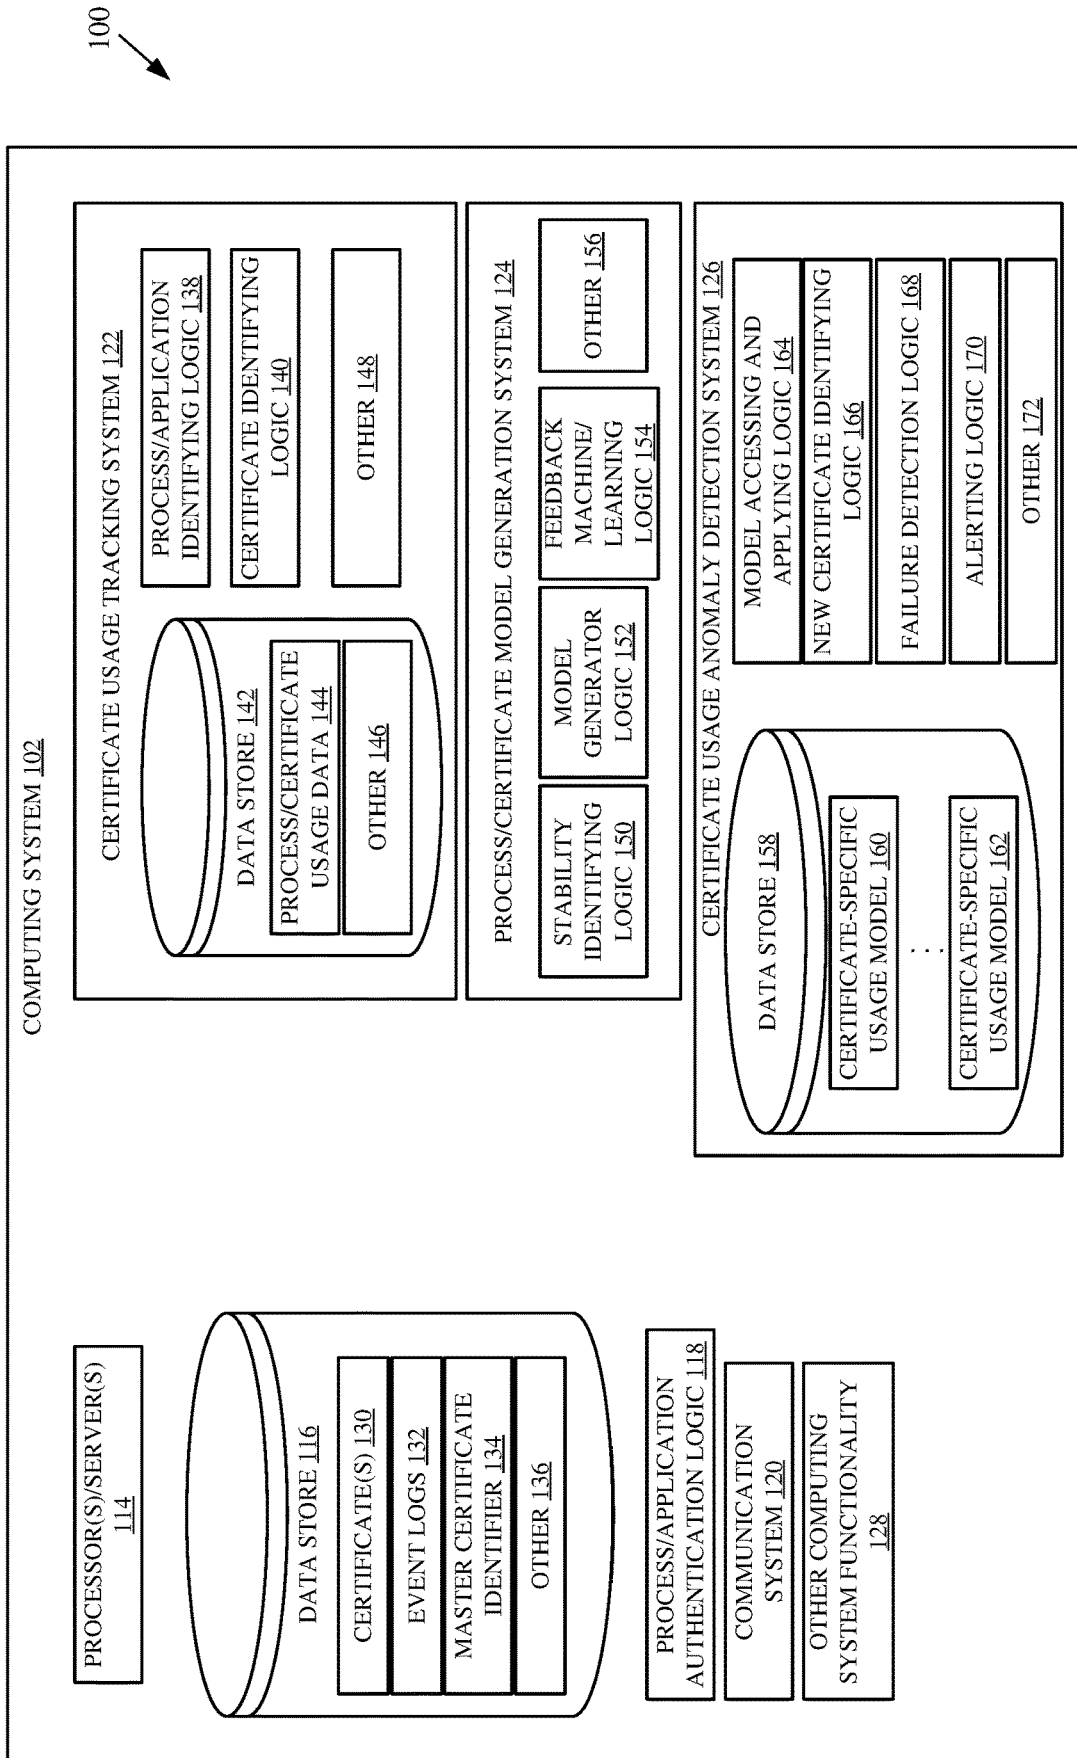 100
COMPUTING SYSTEM 102
PROCESSOR(S)/SERVER(S)
114
DATA STORE 116
CERTIFICATE(S) 130
EVENT LOGS 132
MASTER CERTIFICATE
IDENTIFIER 134
OTHER 136
PROCESS/APPLICATION
AUTHENTICATION LOGIC 118
COMMUNICATION
SYSTEM 120
OTHER COMPUTING
SYSTEM FUNCTIONALITY
128
CERTIFICATE USAGE TRACKING SYSTEM 122
DATA STORE 142
PROCESS/CERTIFICATE
USAGE DATA 144
OTHER 146
PROCESS/APPLICATION
IDENTIFYING LOGIC 138
CERTIFICATE IDENTIFYING
LOGIC 140
OTHER 148
PROCESS/CERTIFICATE MODEL GENERATION SYSTEM 124
STABILITY
IDENTIFYING
LOGIC 150
MODEL
GENERATOR
LOGIC 152
FEEDBACK
MACHINE/
LEARNING
LOGIC 154
OTHER 156
CERTIFICATE USAGE ANOMALY DETECTION SYSTEM 126
DATA STORE 158
CERTIFICATE-SPECIFIC
USAGE MODEL 160
...
CERTIFICATE-SPECIFIC
USAGE MODEL 162
MODEL ACCESSING AND
APPLYING LOGIC 164
NEW CERTIFICATE IDENTIFYING
LOGIC 166
FAILURE DETECTION LOGIC 168
ALERTING LOGIC 170
OTHER 172